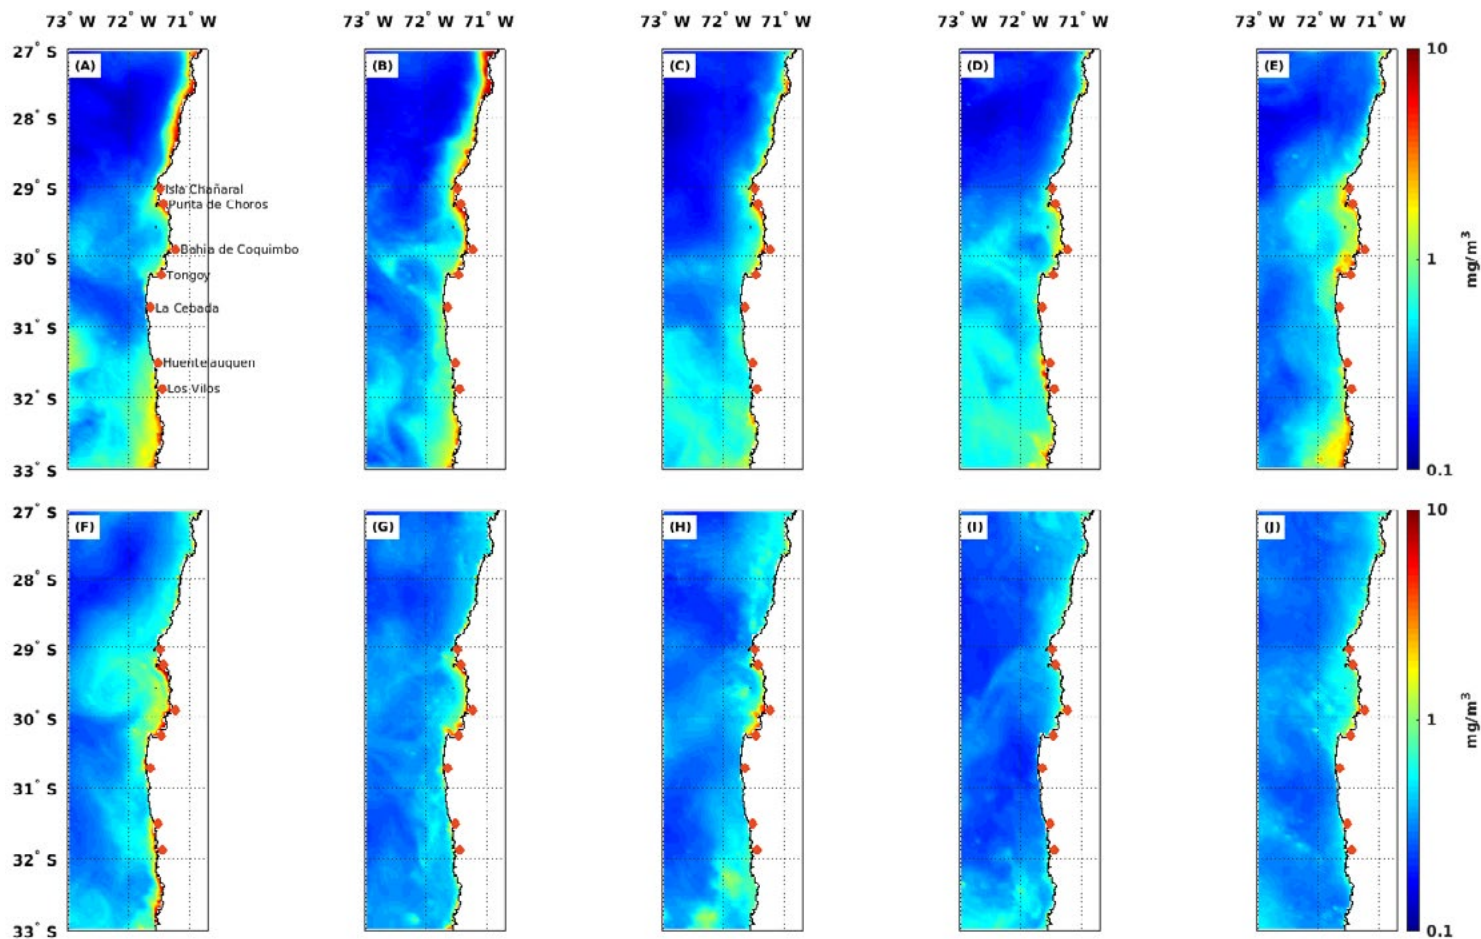 73° W 72° W 71° W 73° W 72° W 71° W 73° W 72° W 71° W 73° W 72° W 71° W 73° W 72° W 71° W
27° S
(A) (B) (C) (D) (E) 10
28° S
29° S
Isla Chañaral
Punta de Choros
Bahía de Coquimbo
30° S
1
mg/m³
Tongoy
La Cebada
31° S
Huentelauquen
Los Vilos
32° S
33° S
0.1
27° S
(F) (G) (H) (I) (J) 10
28° S
29° S
30° S
1
mg/m³
31° S
32° S
33° S
0.1